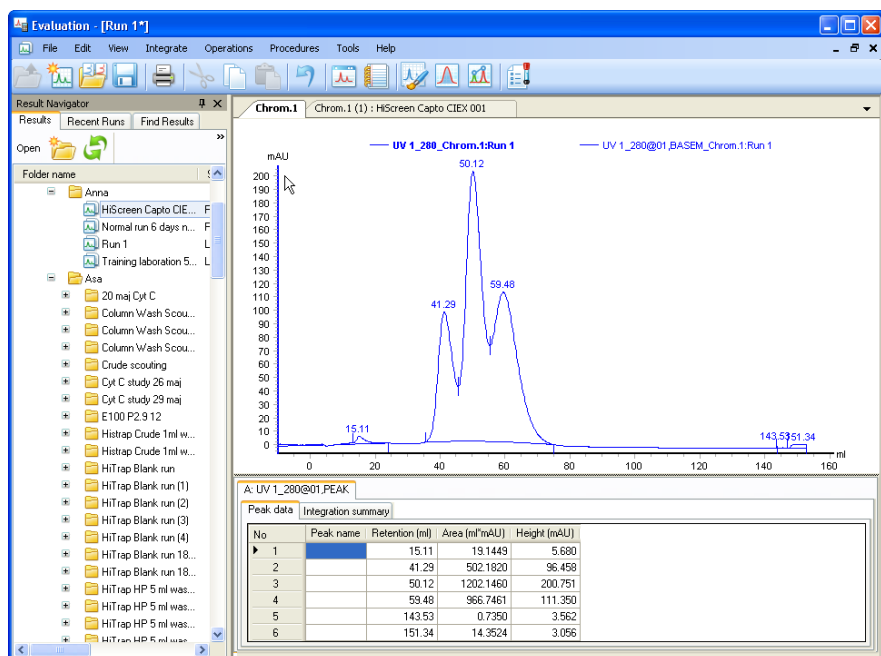 Evaluation - [Run 1*]
File Edit View Integrate Operations Procedures Tools Help
Result Navigator
Results Recent Runs Find Results
Open
Folder name
Anna
HiScreen Capto CIE... F
Normal run 6 days n... F
Run 1 L
Training laboration 5... L
Asa
20 maj Cyt C
Column Wash Scou...
Column Wash Scou...
Column Wash Scou...
Crude scouting
Cyt C study 26 maj
Cyt C study 29 maj
E100 P2.9 12
Histrap Crude 1ml w...
Histrap Crude 1ml w...
HiTrap Blank run
HiTrap Blank run (1)
HiTrap Blank run (2)
HiTrap Blank run (3)
HiTrap Blank run (4)
HiTrap Blank run 18...
HiTrap Blank run 18...
HiTrap HP 5 ml was...
HiTrap HP 5 ml was...
HiTrap HP 5 ml was...
Chrom.1 Chrom.1 (1) : HiScreen Capto CIEX 001
UV 1_280_Chrom.1:Run 1 UV 1_280@01,BASEM_Chrom.1:Run 1
mAU
200
190
180
170
160
150
140
130
120
110
100
90
80
70
60
50
40
30
20
10
0
50.12
59.48
41.29
15.11
143.53
151.34
0 20 40 60 80 100 120 140 160
ml
A: UV 1_280@01,PEAK
Peak data Integration summary
No Peak name Retention (ml) Area (ml*mAU) Height (mAU)
1 15.11 19.1449 5.680
2 41.29 502.1820 96.458
3 50.12 1202.1460 200.751
4 59.48 966.7461 111.350
5 143.53 0.7350 3.562
6 151.34 14.3524 3.056